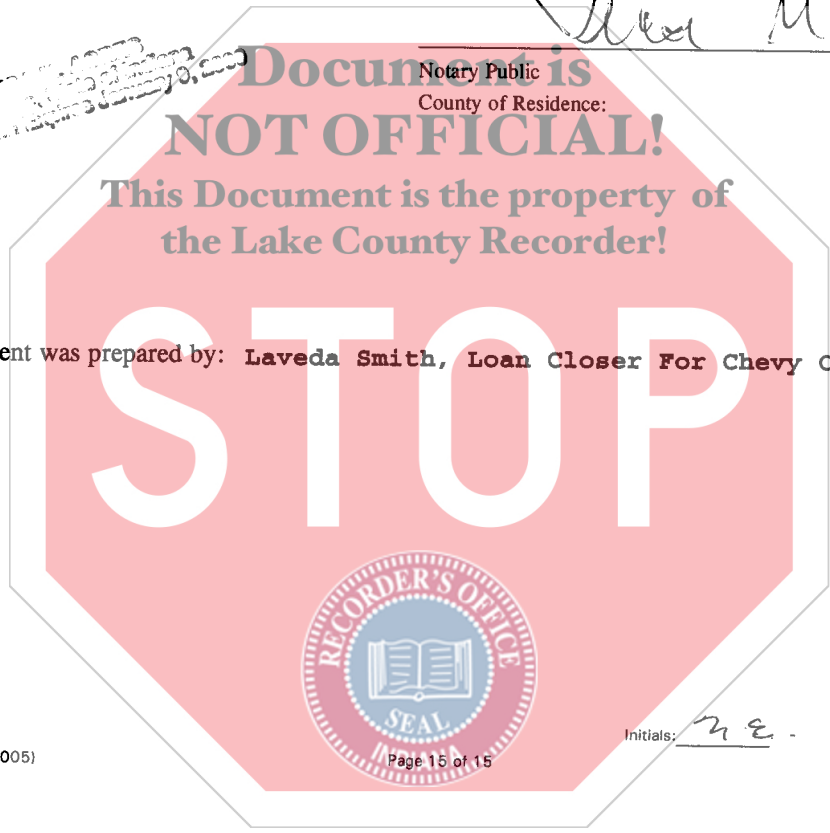 Document is
Notary Public
County of Residence:
NOT OFFICIAL!
This Document is the property of
the Lake County Recorder!
STOP
ent was prepared by: Laveda Smith, Loan Closer For Chevy C
RECORDER'S OFFICE
SEAL
INDIANA
Initials:
005)
Page 15 of 15